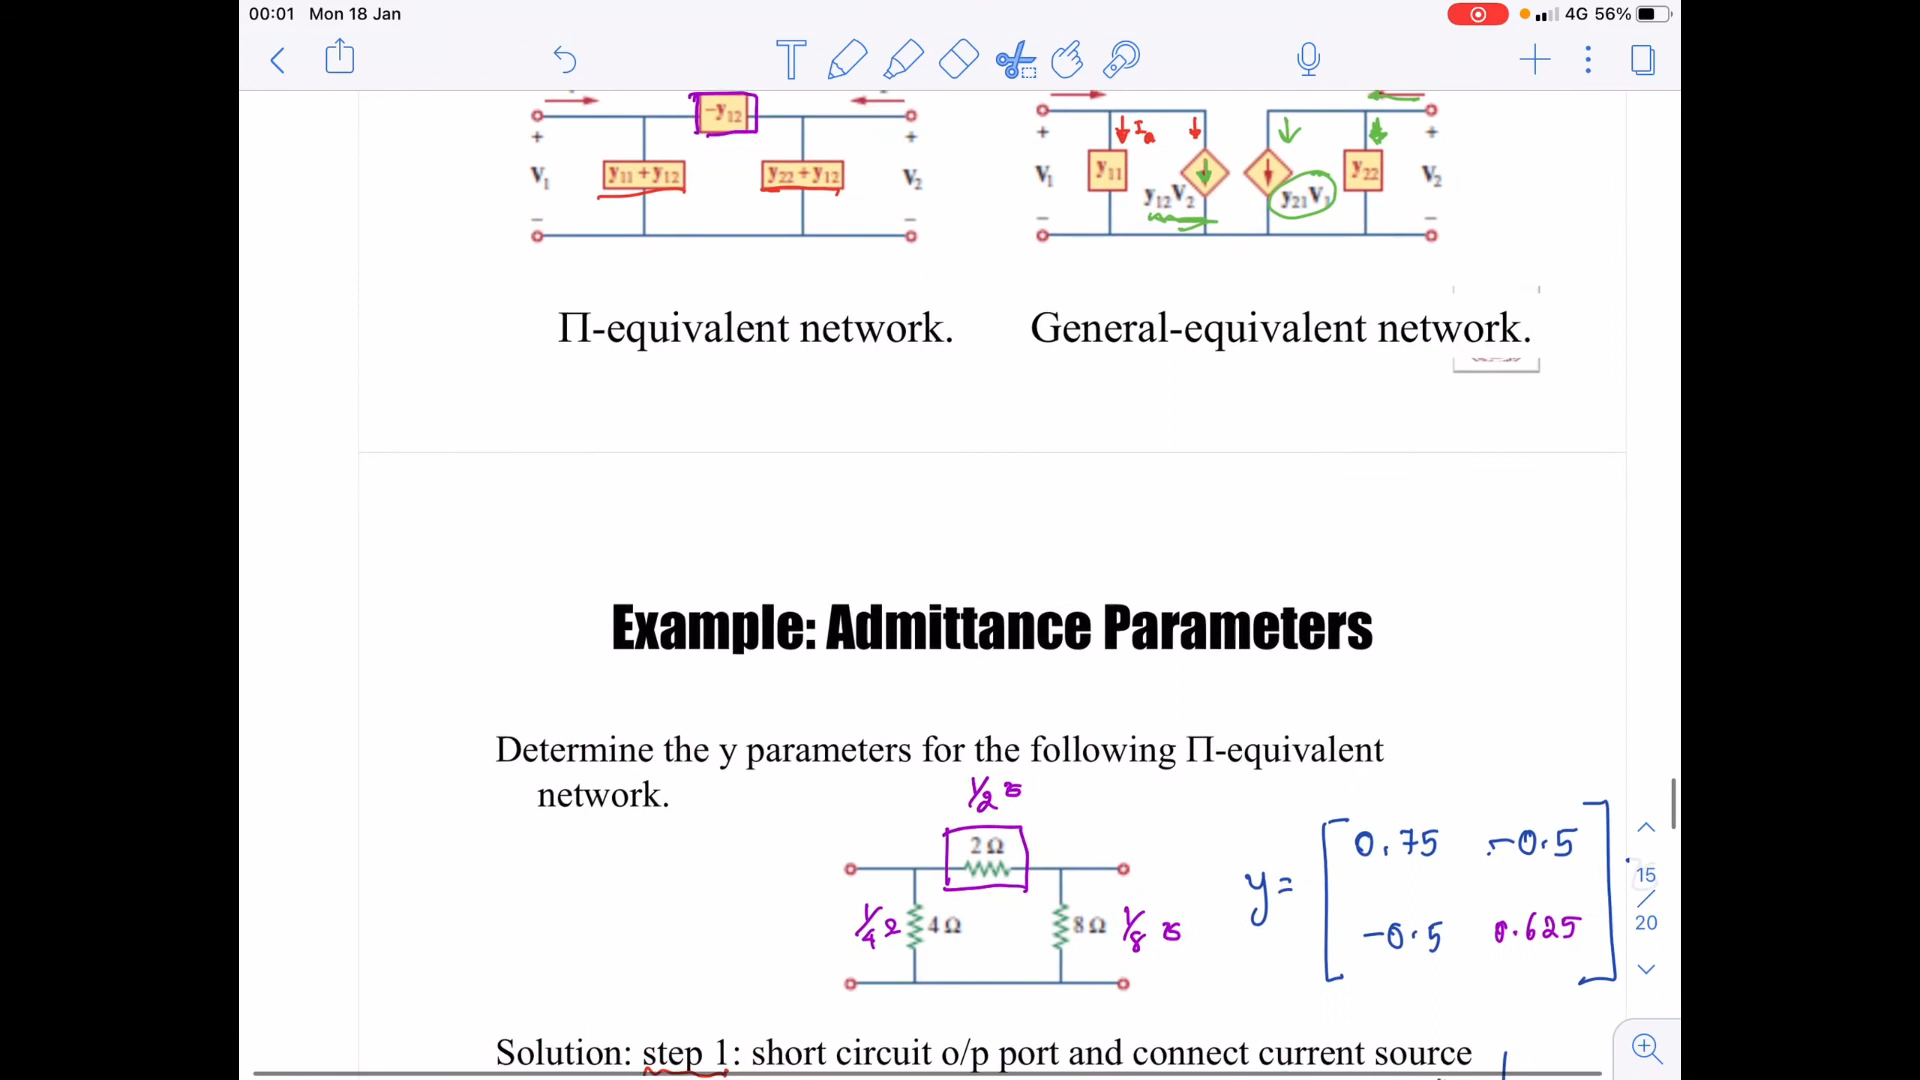 00:01 Mon 18 Jan 4G 56%
-y12
y11 + y12
y22 + y12
+ V1 −
+ V2 −
Ia
y11
y12V2
y21V1
y22
+ V1 −
+ V2 −
Π-equivalent network.
General-equivalent network.
Example: Admittance Parameters
Determine the y parameters for the following Π-equivalent
network.
1/2
2 Ω
1/4
4 Ω
8 Ω
1/8
y = [0.75 -0.5
-0.5 0.625]
15
/
20
Solution: step 1: short circuit o/p port and connect current source